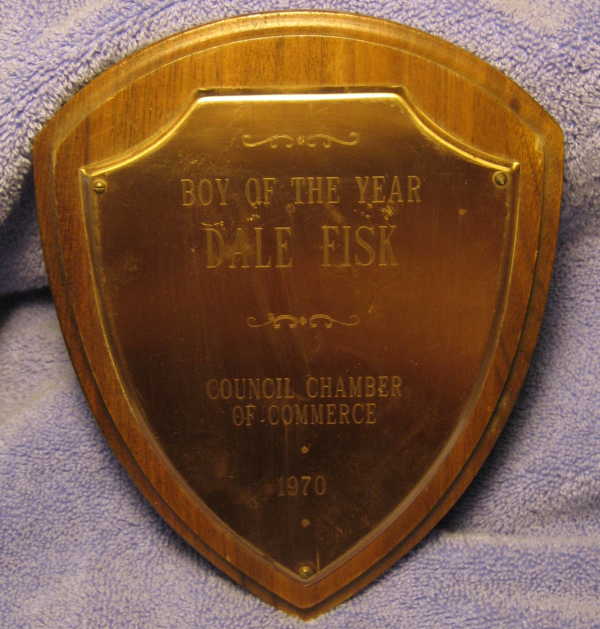 BOY OF THE YEAR
DALE FISK
COUNCIL CHAMBER
OF COMMERCE
1970